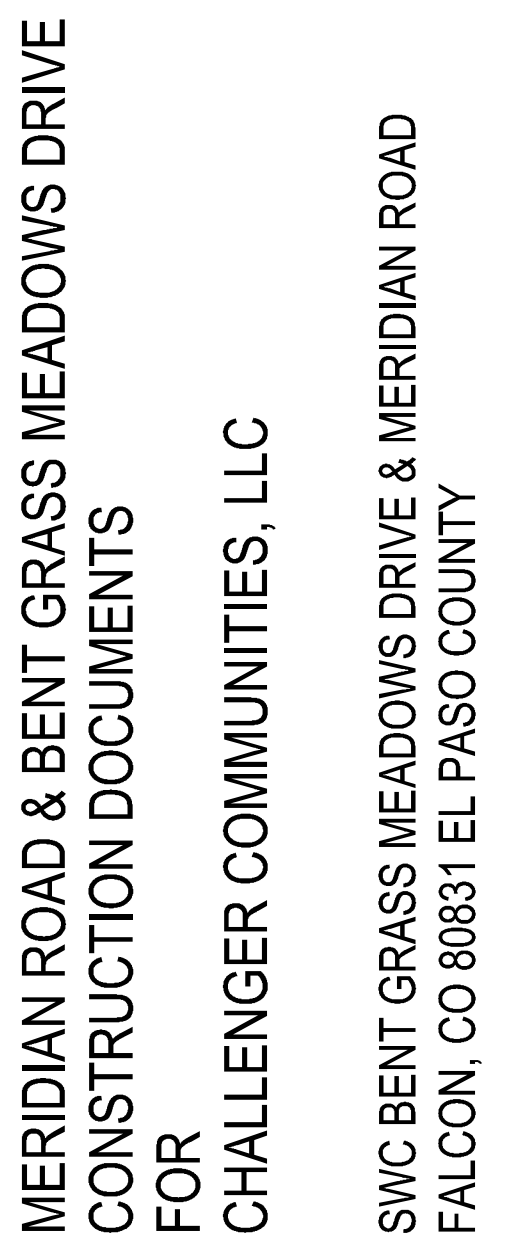 MERIDIAN ROAD & BENT GRASS MEADOWS DRIVE
CONSTRUCTION DOCUMENTS
FOR
CHALLENGER COMMUNITIES, LLC
SWC BENT GRASS MEADOWS DRIVE & MERIDIAN ROAD
FALCON, CO 80831 EL PASO COUNTY